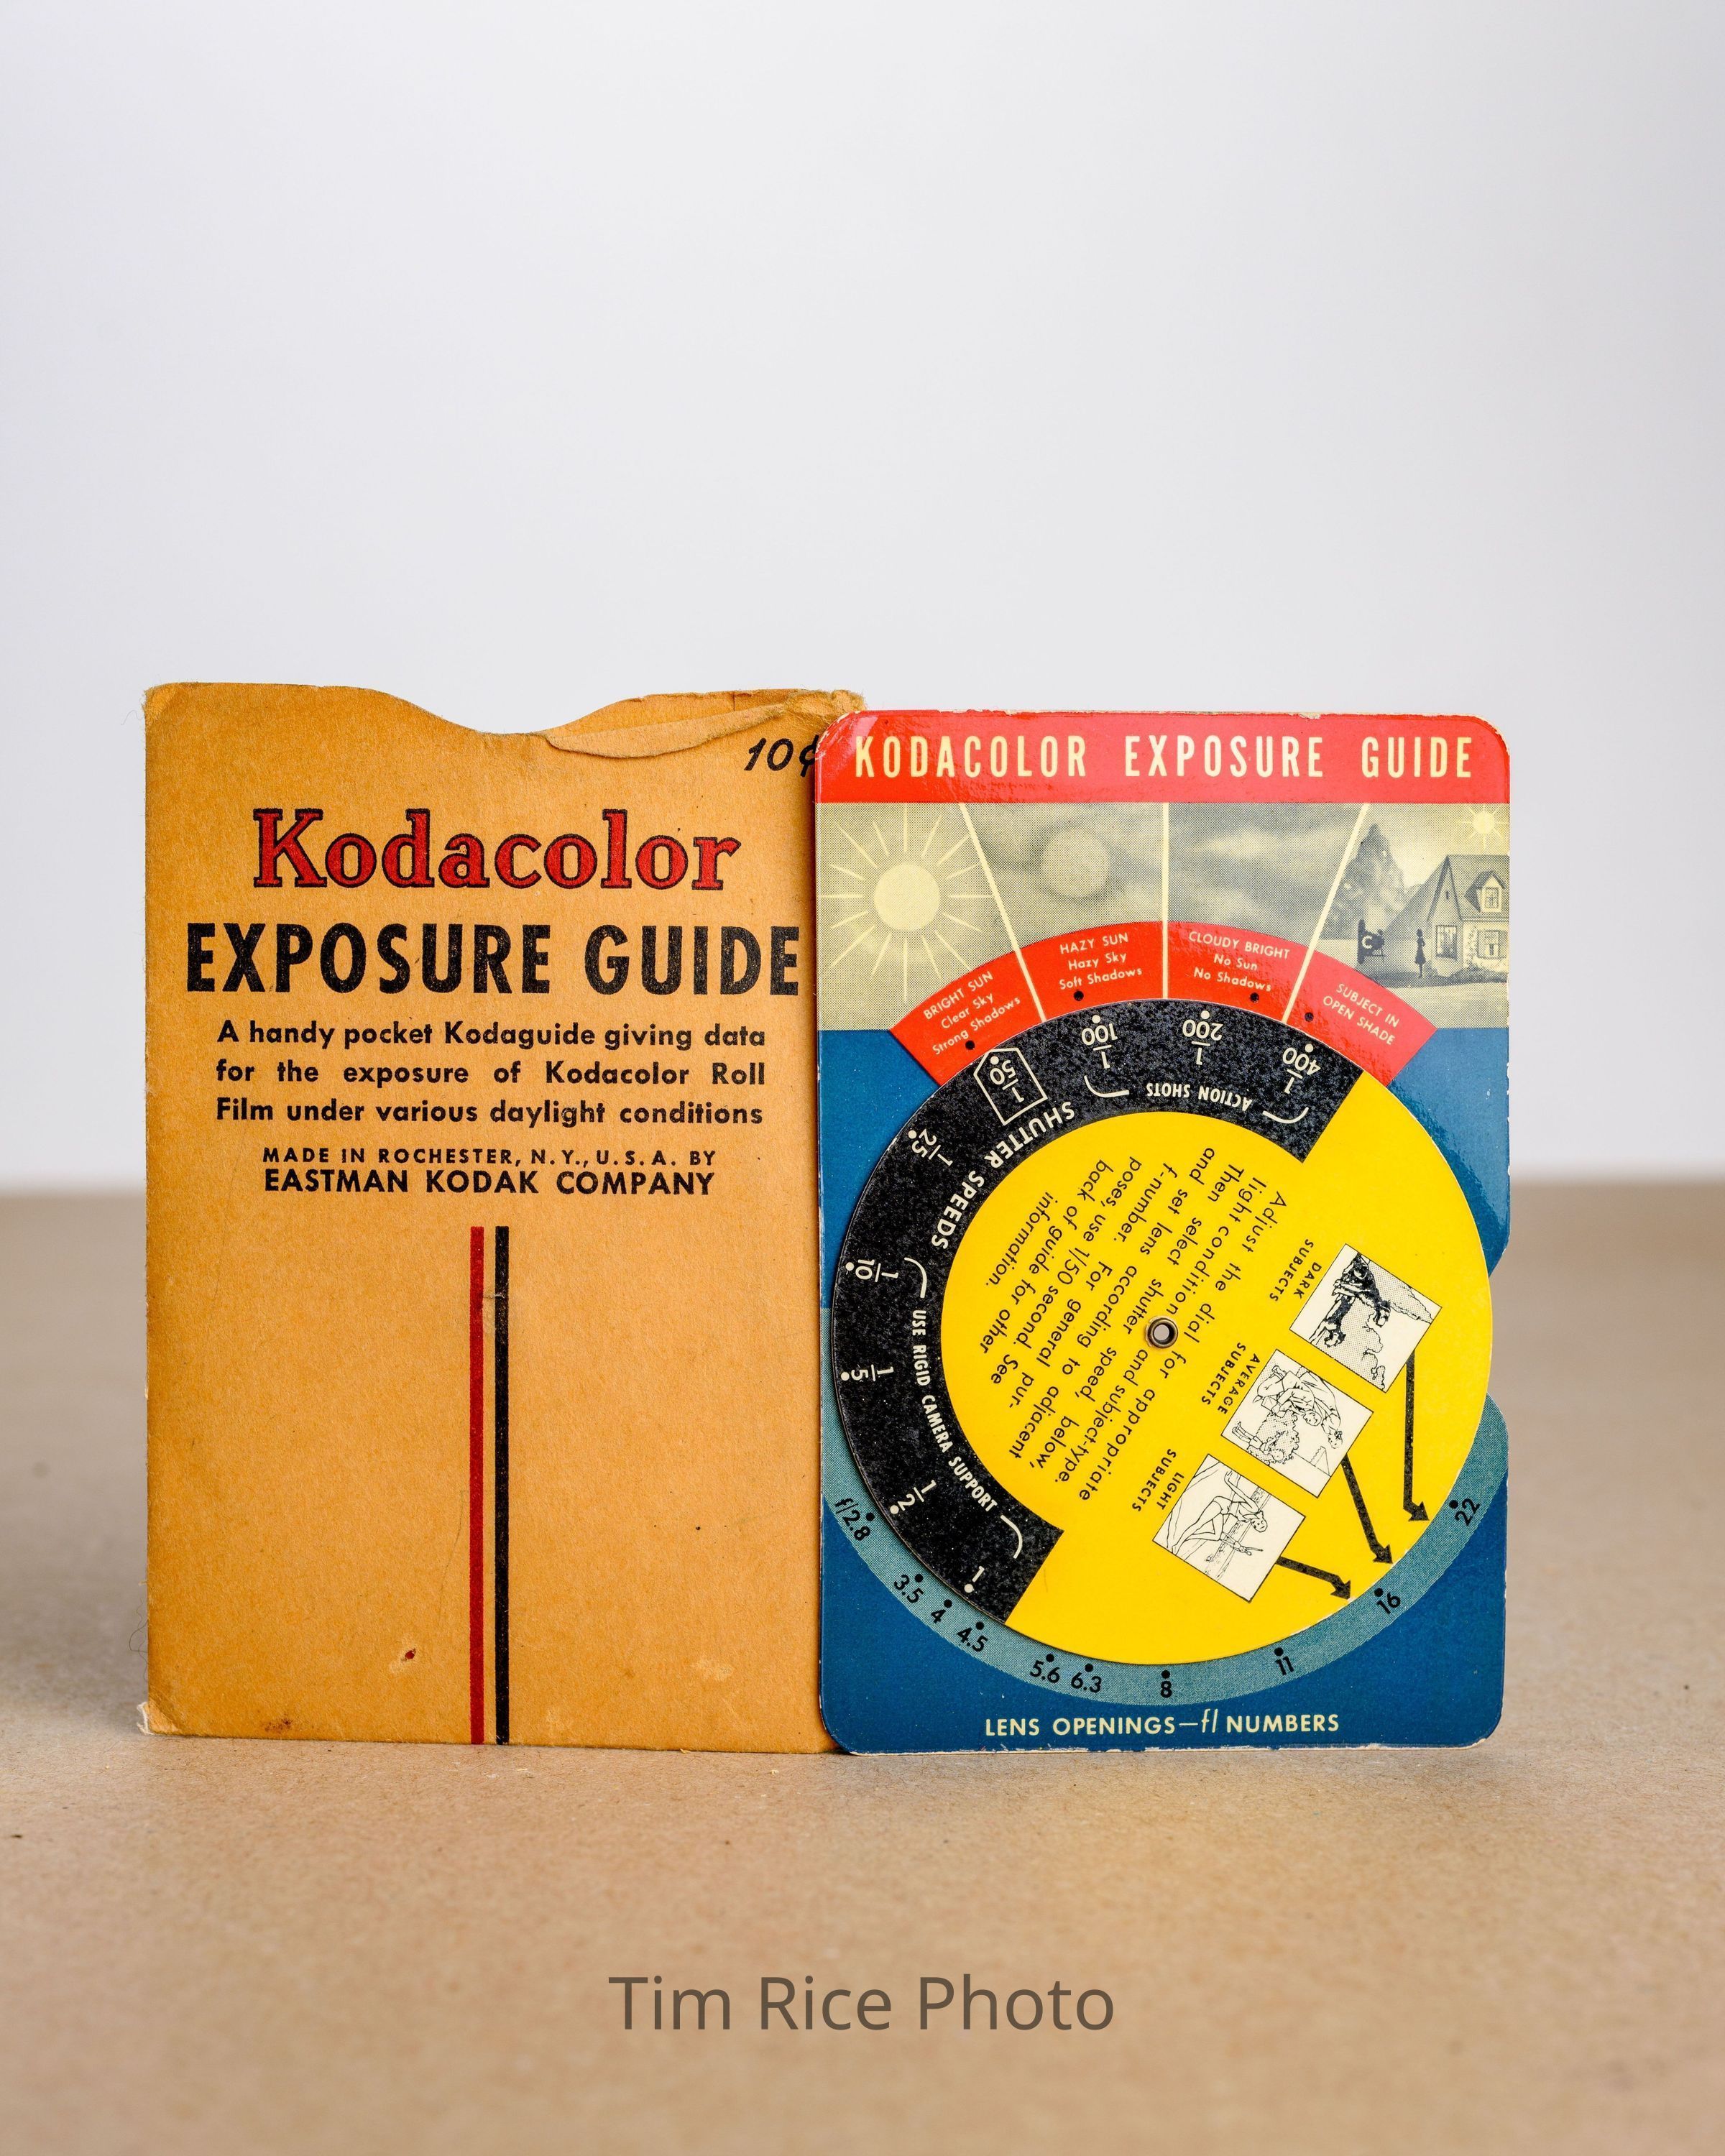 10¢
Kodacolor
EXPOSURE GUIDE
A handy pocket Kodaguide giving data
for the exposure of Kodacolor Roll
Film under various daylight conditions
MADE IN ROCHESTER, N.Y., U.S.A. BY
EASTMAN KODAK COMPANY
KODACOLOR EXPOSURE GUIDE
BRIGHT SUN
Clear Sky
Strong Shadows
HAZY SUN
Hazy Sky
Soft Shadows
CLOUDY BRIGHT
No Sun
No Shadows
SUBJECT IN
OPEN SHADE
C
1/400
1/200
1/100
1/50
1/25
1/10
1/5
1/2
1
ACTION SHOTS
SHUTTER SPEEDS
USE RIGID CAMERA SUPPORT
Adjust the dial for appropriate
light condition and subject-type.
Then select shutter speed, below,
and set lens according to adjacent
f-number. For general pur-
poses, use 1/50 second. See
back of guide for other
information.
DARK
SUBJECTS
AVERAGE
SUBJECTS
LIGHT
SUBJECTS
f/2.8
3.5
4
4.5
5.6
6.3
8
11
16
22
LENS OPENINGS—f/ NUMBERS
Tim Rice Photo